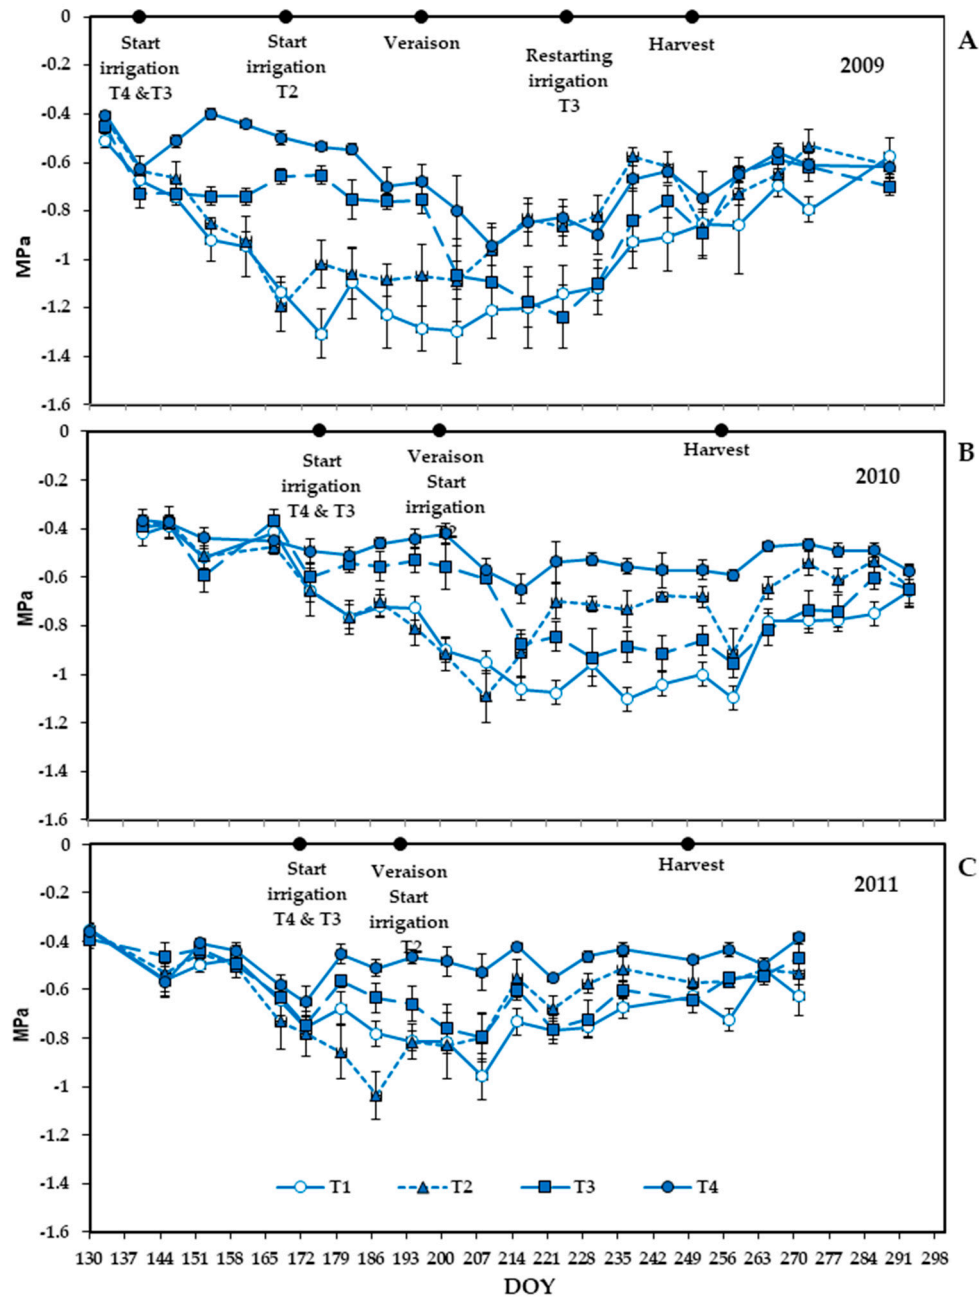 A
2009
0
-0.2
-0.4
-0.6
-0.8
-1
-1.2
-1.4
-1.6
MPa
Start
irrigation
T4 &T3
Start
irrigation
T2
Veraison
Restarting
irrigation
T3
Harvest
B
2010
0
-0.2
-0.4
-0.6
-0.8
-1
-1.2
-1.4
-1.6
MPa
Start
irrigation
T4 & T3
Veraison
Start
irrigation
Harvest
C
2011
0
-0.2
-0.4
-0.6
-0.8
-1
-1.2
-1.4
-1.6
MPa
Start
irrigation
T4 & T3
Veraison
Start
irrigation
T2
Harvest
T1 T2 T3 T4
130 137 144 151 158 165 172 179 186 193 200 207 214 221 228 235 242 249 256 263 270 277 284 291 298
DOY